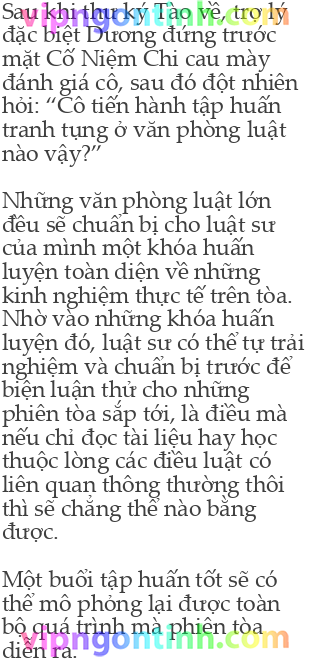 Sau khi thư ký Tào về, trợ lý
đặc biệt Dương đứng trước
mặt Cố Niệm Chi cau mày
đánh giá cô, sau đó đột nhiên
hỏi: “Cô tiến hành tập huấn
tranh tụng ở văn phòng luật
nào vậy?”
Những văn phòng luật lớn
đều sẽ chuẩn bị cho luật sư
của mình một khóa huấn
luyện toàn diện về những
kinh nghiệm thực tế trên tòa.
Nhờ vào những khóa huấn
luyện đó, luật sư có thể tự trải
nghiệm và chuẩn bị trước để
biện luận thử cho những
phiên tòa sắp tới, là điều mà
nếu chỉ đọc tài liệu hay học
thuộc lòng các điều luật có
liên quan thông thường thôi
thì sẽ chẳng thể nào bằng
được.
Một buổi tập huấn tốt sẽ có
thể mô phỏng lại được toàn
bộ quá trình mà phiên tòa
diễn ra.
vipngontinh.com
vipngontinh.com